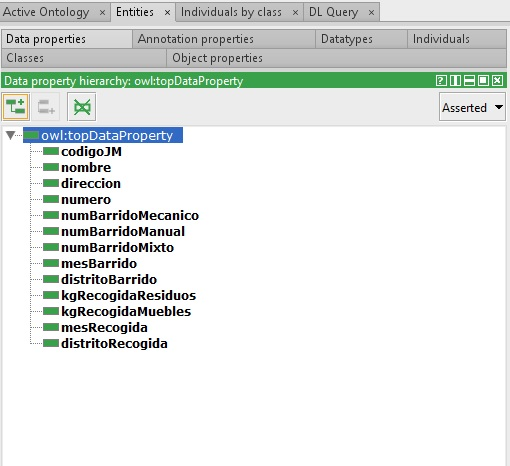 Active Ontology × Entities × Individuals by class × DL Query ×
Data properties Annotation properties Datatypes Individuals
Classes Object properties
Data property hierarchy: owl:topDataProperty
Asserted
owl:topDataProperty
codigoJM
nombre
direccion
numero
numBarridoMecanico
numBarridoManual
numBarridoMixto
mesBarrido
distritoBarrido
kgRecogidaResiduos
kgRecogidaMuebles
mesRecogida
distritoRecogida